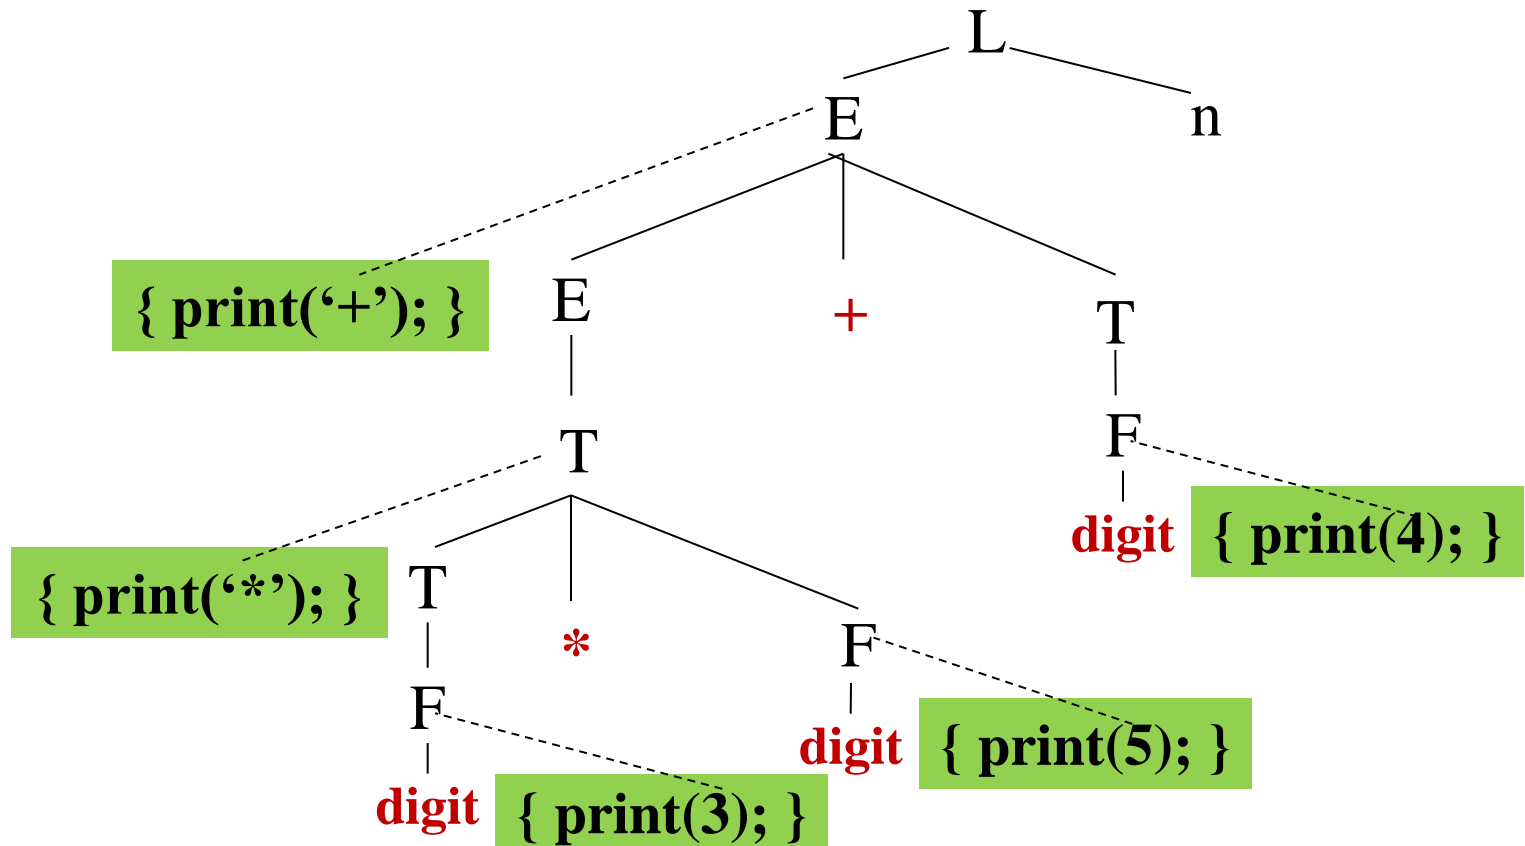 L
E n
{ print(‘+’); } E + T
T F
digit { print(4); }
{ print(‘*’); } T * F
F digit { print(5); }
digit { print(3); }